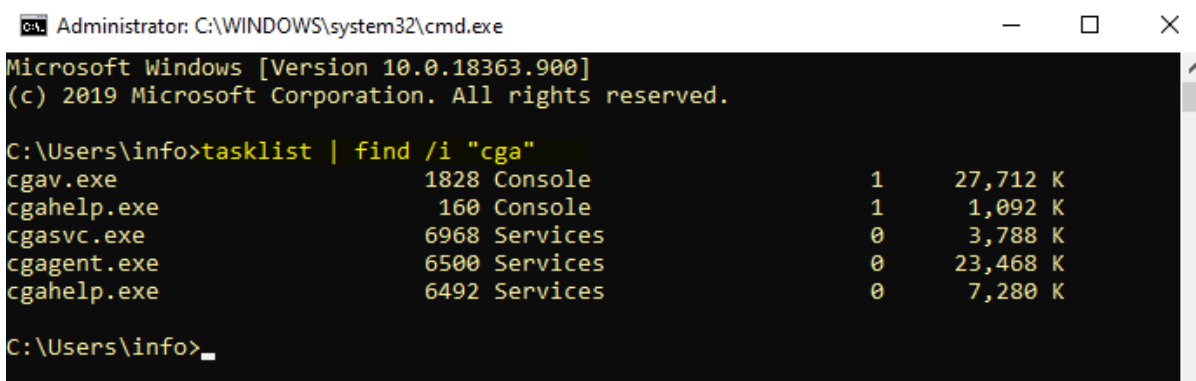 Administrator: C:\WINDOWS\system32\cmd.exe
Microsoft Windows [Version 10.0.18363.900]
(c) 2019 Microsoft Corporation. All rights reserved.
C:\Users\info>tasklist | find /i "cga"
cgav.exe 1828 Console 1 27,712 K
cgahelp.exe 160 Console 1 1,092 K
cgasvc.exe 6968 Services 0 3,788 K
cgagent.exe 6500 Services 0 23,468 K
cgahelp.exe 6492 Services 0 7,280 K
C:\Users\info>